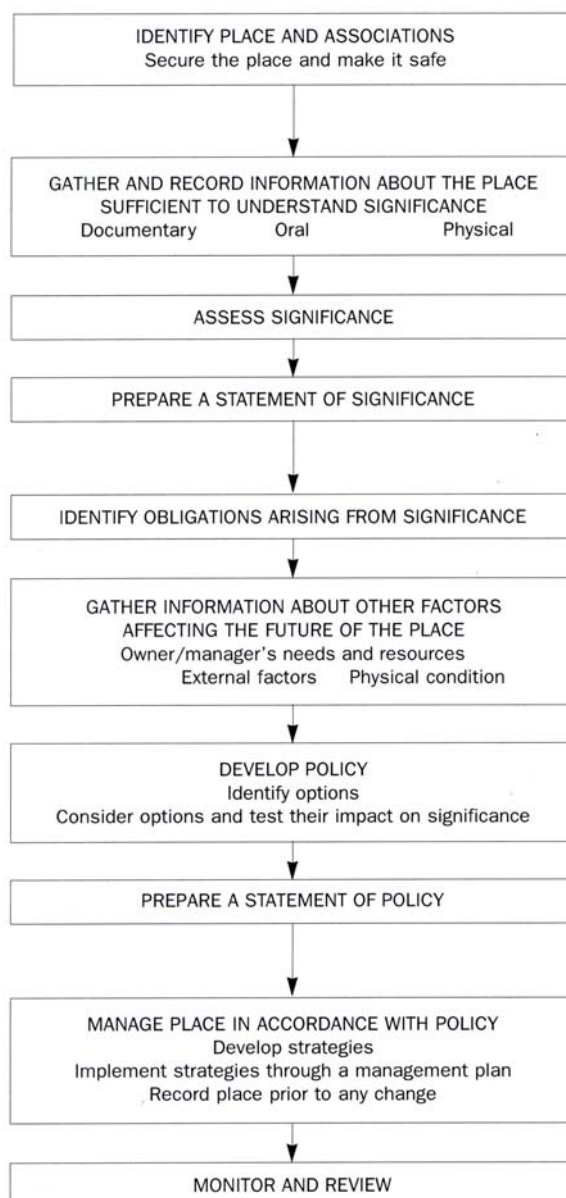 IDENTIFY PLACE AND ASSOCIATIONS
Secure the place and make it safe
GATHER AND RECORD INFORMATION ABOUT THE PLACE
SUFFICIENT TO UNDERSTAND SIGNIFICANCE
Documentary Oral Physical
ASSESS SIGNIFICANCE
PREPARE A STATEMENT OF SIGNIFICANCE
IDENTIFY OBLIGATIONS ARISING FROM SIGNIFICANCE
GATHER INFORMATION ABOUT OTHER FACTORS
AFFECTING THE FUTURE OF THE PLACE
Owner/manager's needs and resources
External factors Physical condition
DEVELOP POLICY
Identify options
Consider options and test their impact on significance
PREPARE A STATEMENT OF POLICY
MANAGE PLACE IN ACCORDANCE WITH POLICY
Develop strategies
Implement strategies through a management plan
Record place prior to any change
MONITOR AND REVIEW